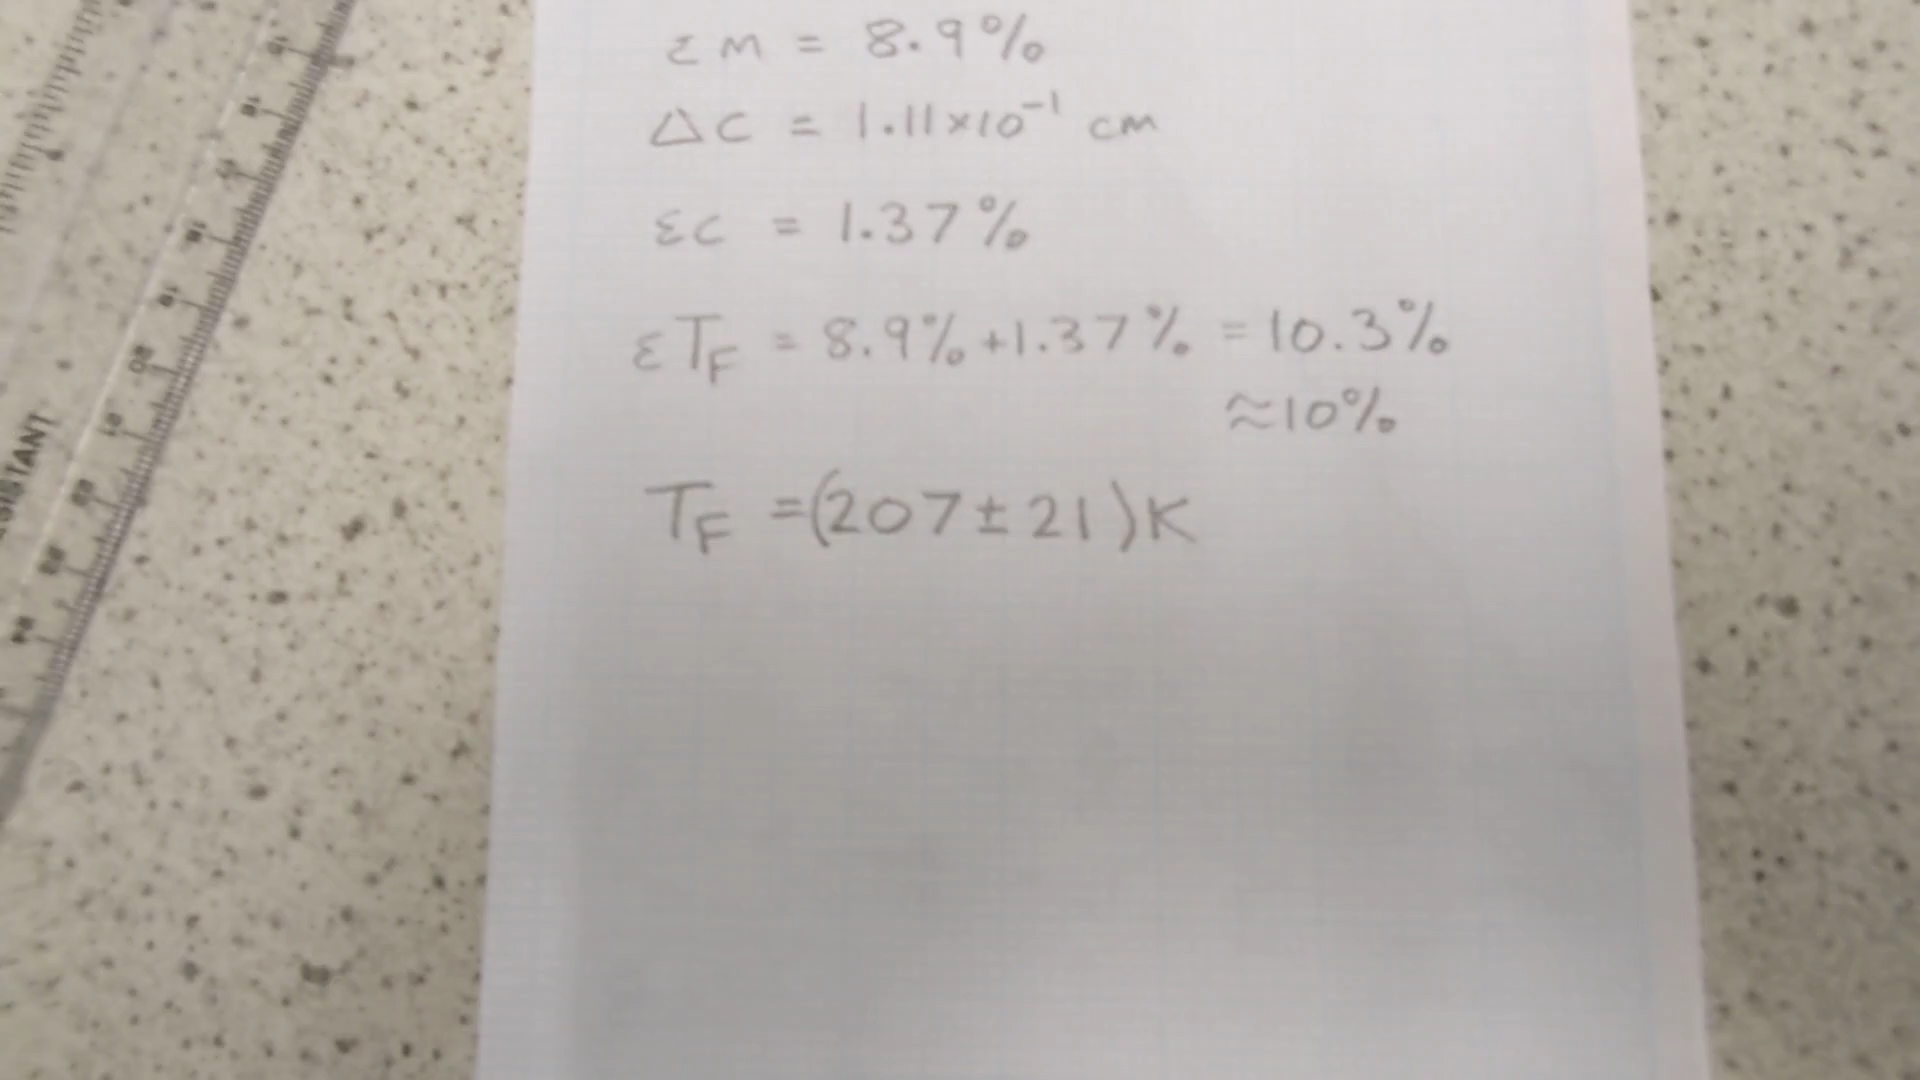 εm = 8.9%
Δc = 1.11×10⁻¹ cm
εc = 1.37%
εT_F = 8.9% + 1.37% = 10.3%
≈10%
T_F = (207 ± 21)K